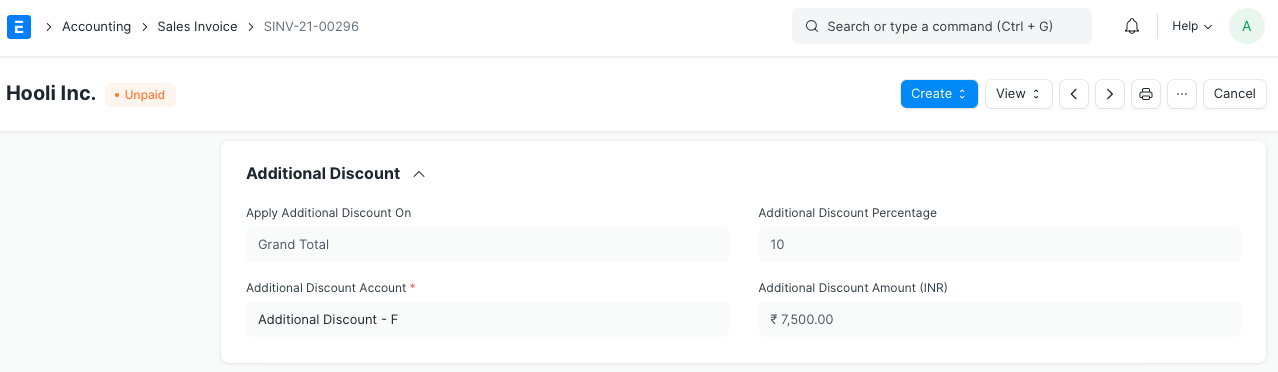 E > Accounting > Sales Invoice > SINV-21-00296
Search or type a command (Ctrl + G)
Help
A
Hooli Inc.
• Unpaid
Create
View
...
Cancel
Additional Discount
Apply Additional Discount On
Grand Total
Additional Discount Percentage
10
Additional Discount Account *
Additional Discount - F
Additional Discount Amount (INR)
₹ 7,500.00